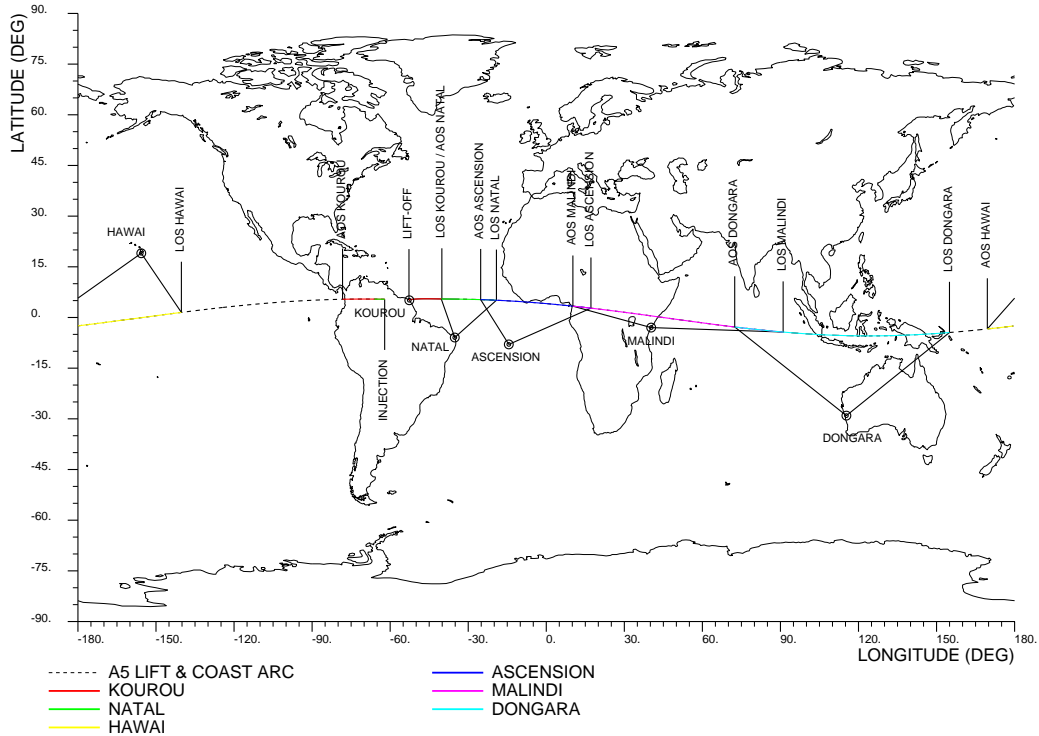 90.
75.
60.
45.
30.
15.
0.
-15.
-30.
-45.
-60.
-75.
-90.
LATITUDE (DEG)
-180.
-150.
-120.
-90.
-60.
-30.
0.
30.
60.
90.
120.
150.
180.
LONGITUDE (DEG)
HAWAI
LOS HAWAI
AOS KOUROU
LIFT-OFF
LOS KOUROU / AOS NATAL
AOS ASCENSION
LOS NATAL
AOS MALINDI
LOS ASCENSION
AOS DONGARA
LOS MALINDI
LOS DONGARA
AOS HAWAI
KOUROU
INJECTION
NATAL
ASCENSION
MALINDI
DONGARA
A5 LIFT & COAST ARC
KOUROU
NATAL
HAWAI
ASCENSION
MALINDI
DONGARA